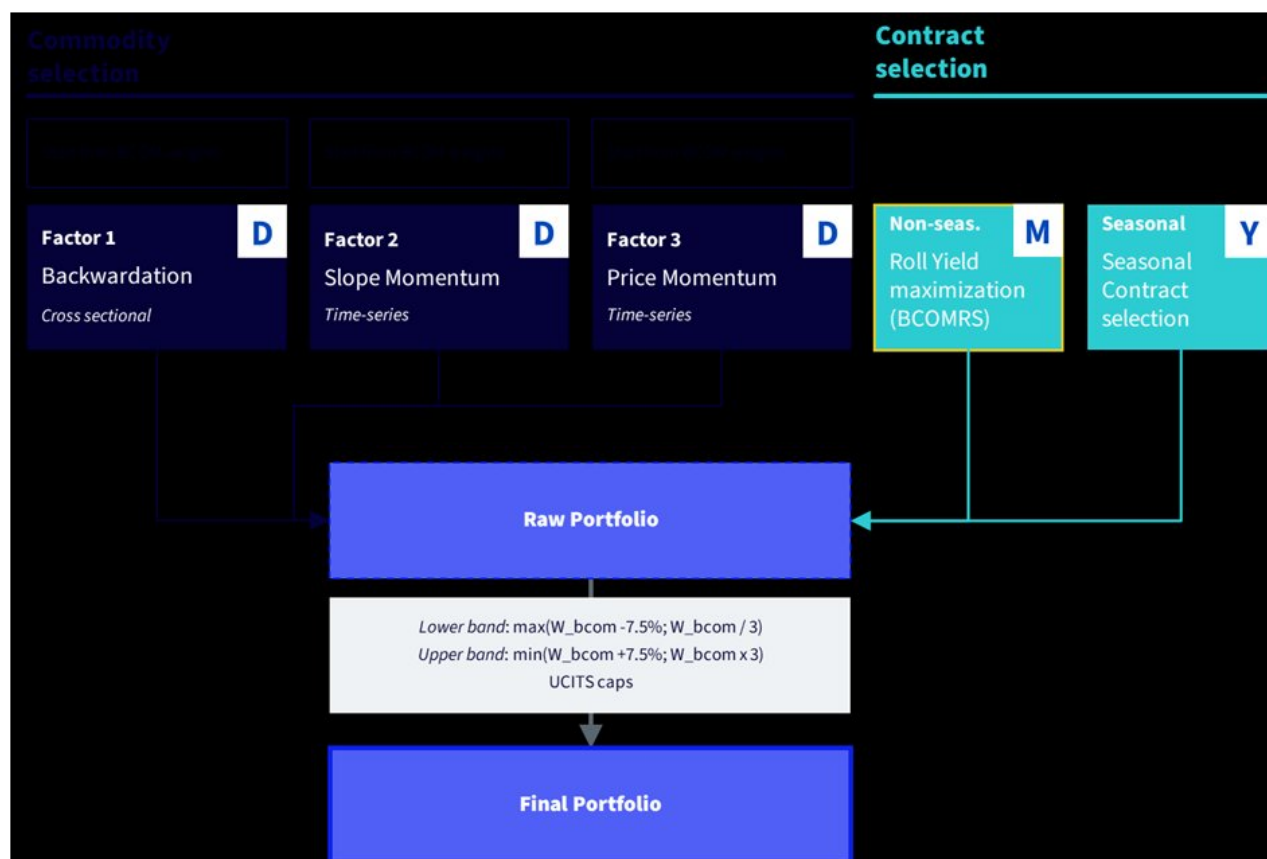 Commodity
selection
Contract
selection
Factor 1
D
Backwardation
Cross sectional
Factor 2
D
Slope Momentum
Time-series
Factor 3
D
Price Momentum
Time-series
Non-seas.
M
Roll Yield
maximization
(BCOMRS)
Seasonal
Y
Seasonal
Contract
selection
Raw Portfolio
Lower band: max(W_bcom -7.5%; W_bcom / 3)
Upper band: min(W_bcom +7.5%; W_bcom x 3)
UCITS caps
Final Portfolio